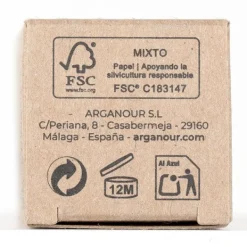 MIXTO
Papel | Apoyando la
silvicultura responsable
FSC® C183147
FSC
www.fsc.org
ARGANOUR S.L
C/Periana, 8 - Casabermeja - 29160
Málaga - España - arganour.com
12M
Al Azul